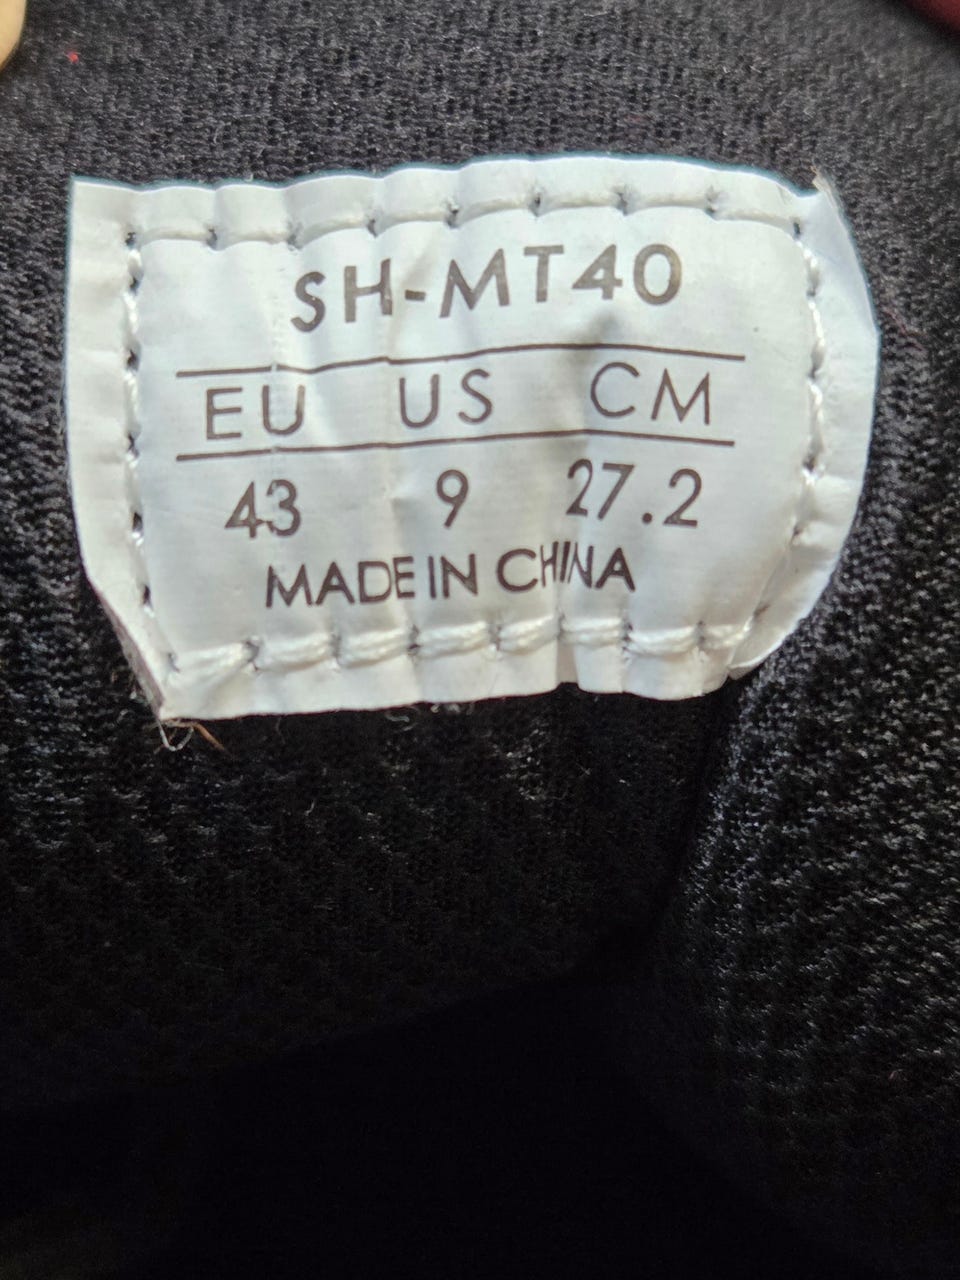 SH-MT40
EU US CM
43 9 27.2
MADE IN CHINA